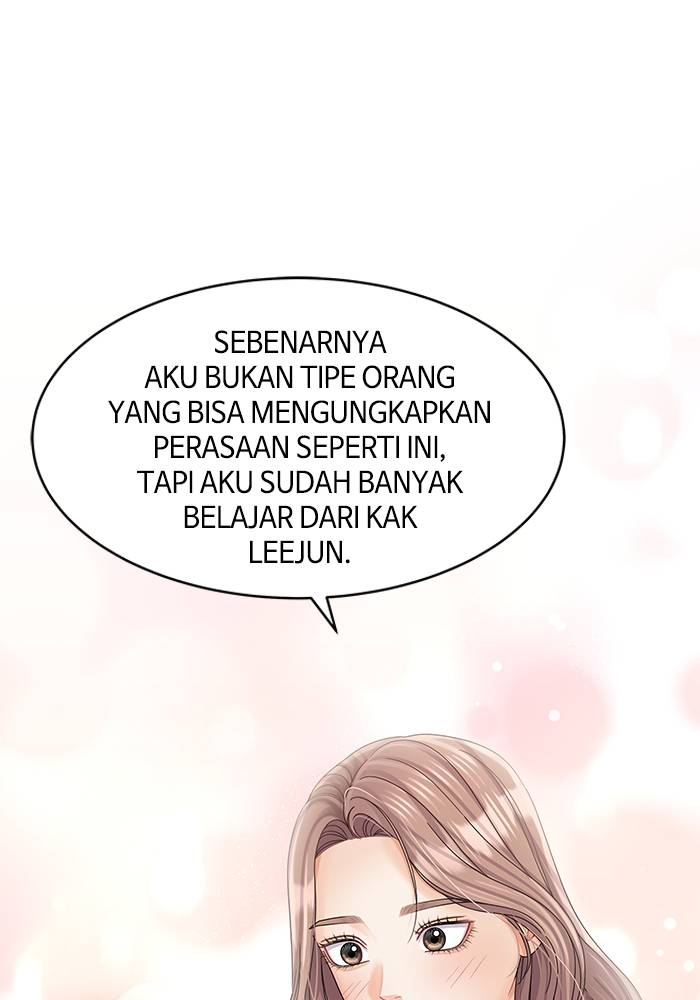 SEBENARNYA
AKU BUKAN TIPE ORANG
YANG BISA MENGUNGKAPKAN
PERASAAN SEPERTI INI,
TAPI AKU SUDAH BANYAK
BELAJAR DARI KAK
LEEJUN.